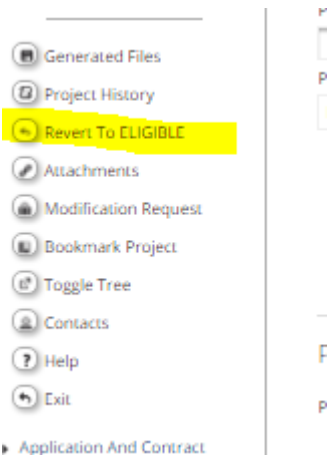 Generated Files
Project History
Revert To ELIGIBLE
Attachments
Modification Request
Bookmark Project
Toggle Tree
Contacts
? Help
Exit
Application And Contract